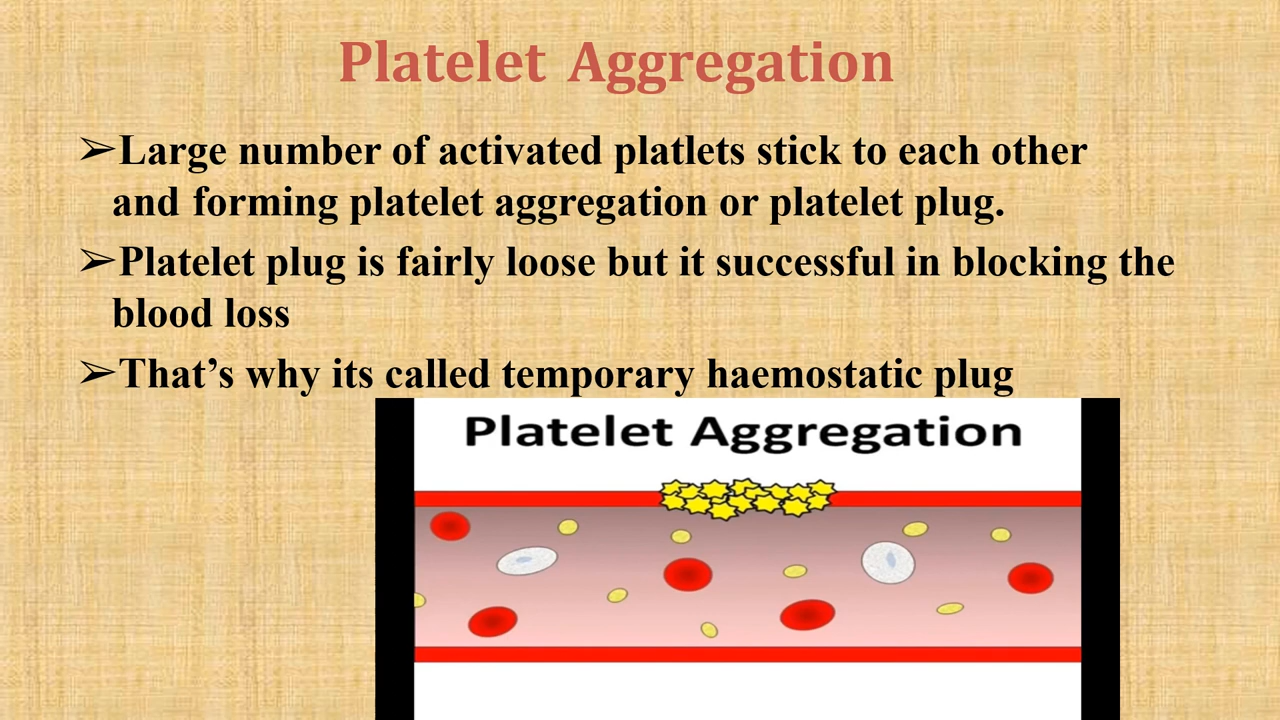 Platelet Aggregation
➢Large number of activated platlets stick to each other
and forming platelet aggregation or platelet plug.
➢Platelet plug is fairly loose but it successful in blocking the
blood loss
➢That’s why its called temporary haemostatic plug
Platelet Aggregation